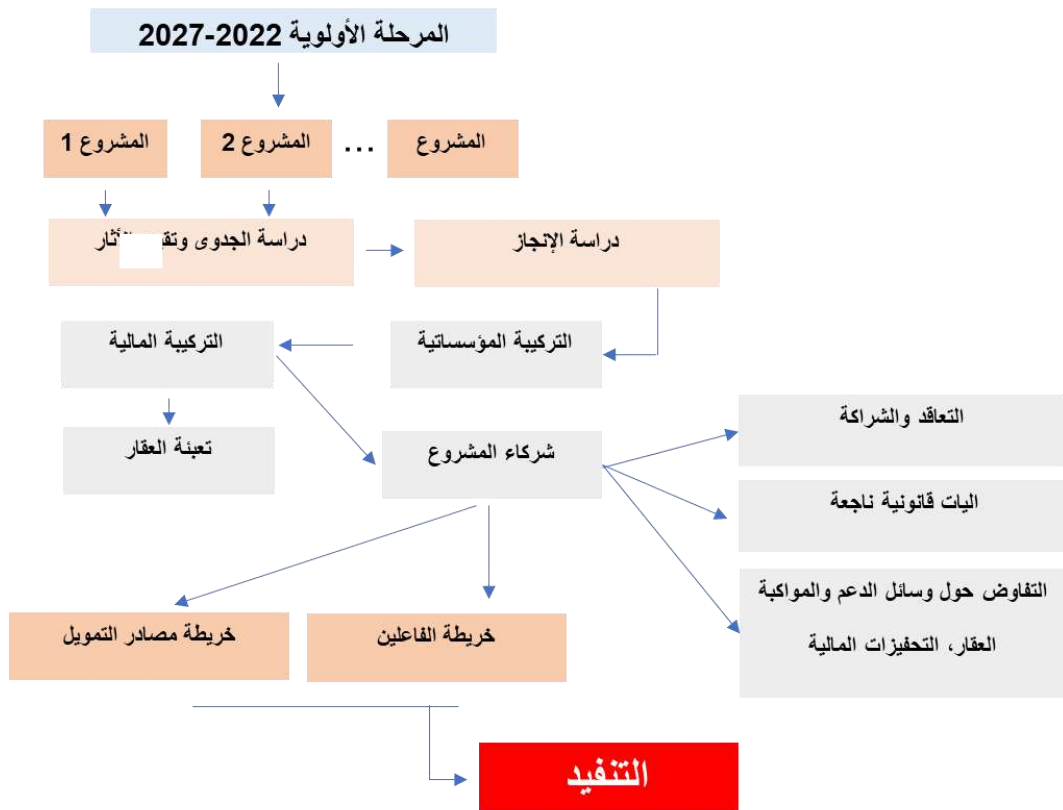 المرحلة الأولوية 2022-2027
المشروع 1
المشروع 2
...
المشروع
دراسة الجدوى
دراسة الإنجاز
التركيبة المالية
التركيبة المؤسساتية
تعبئة العقار
شركاء المشروع
التعاقد والشراكة
اليات قانونية ناجعة
التفاوض حول وسائل الدعم والمواكبة
العقار، التحفيزات المالية
خريطة مصادر التمويل
خريطة الفاعلين
التنفيد